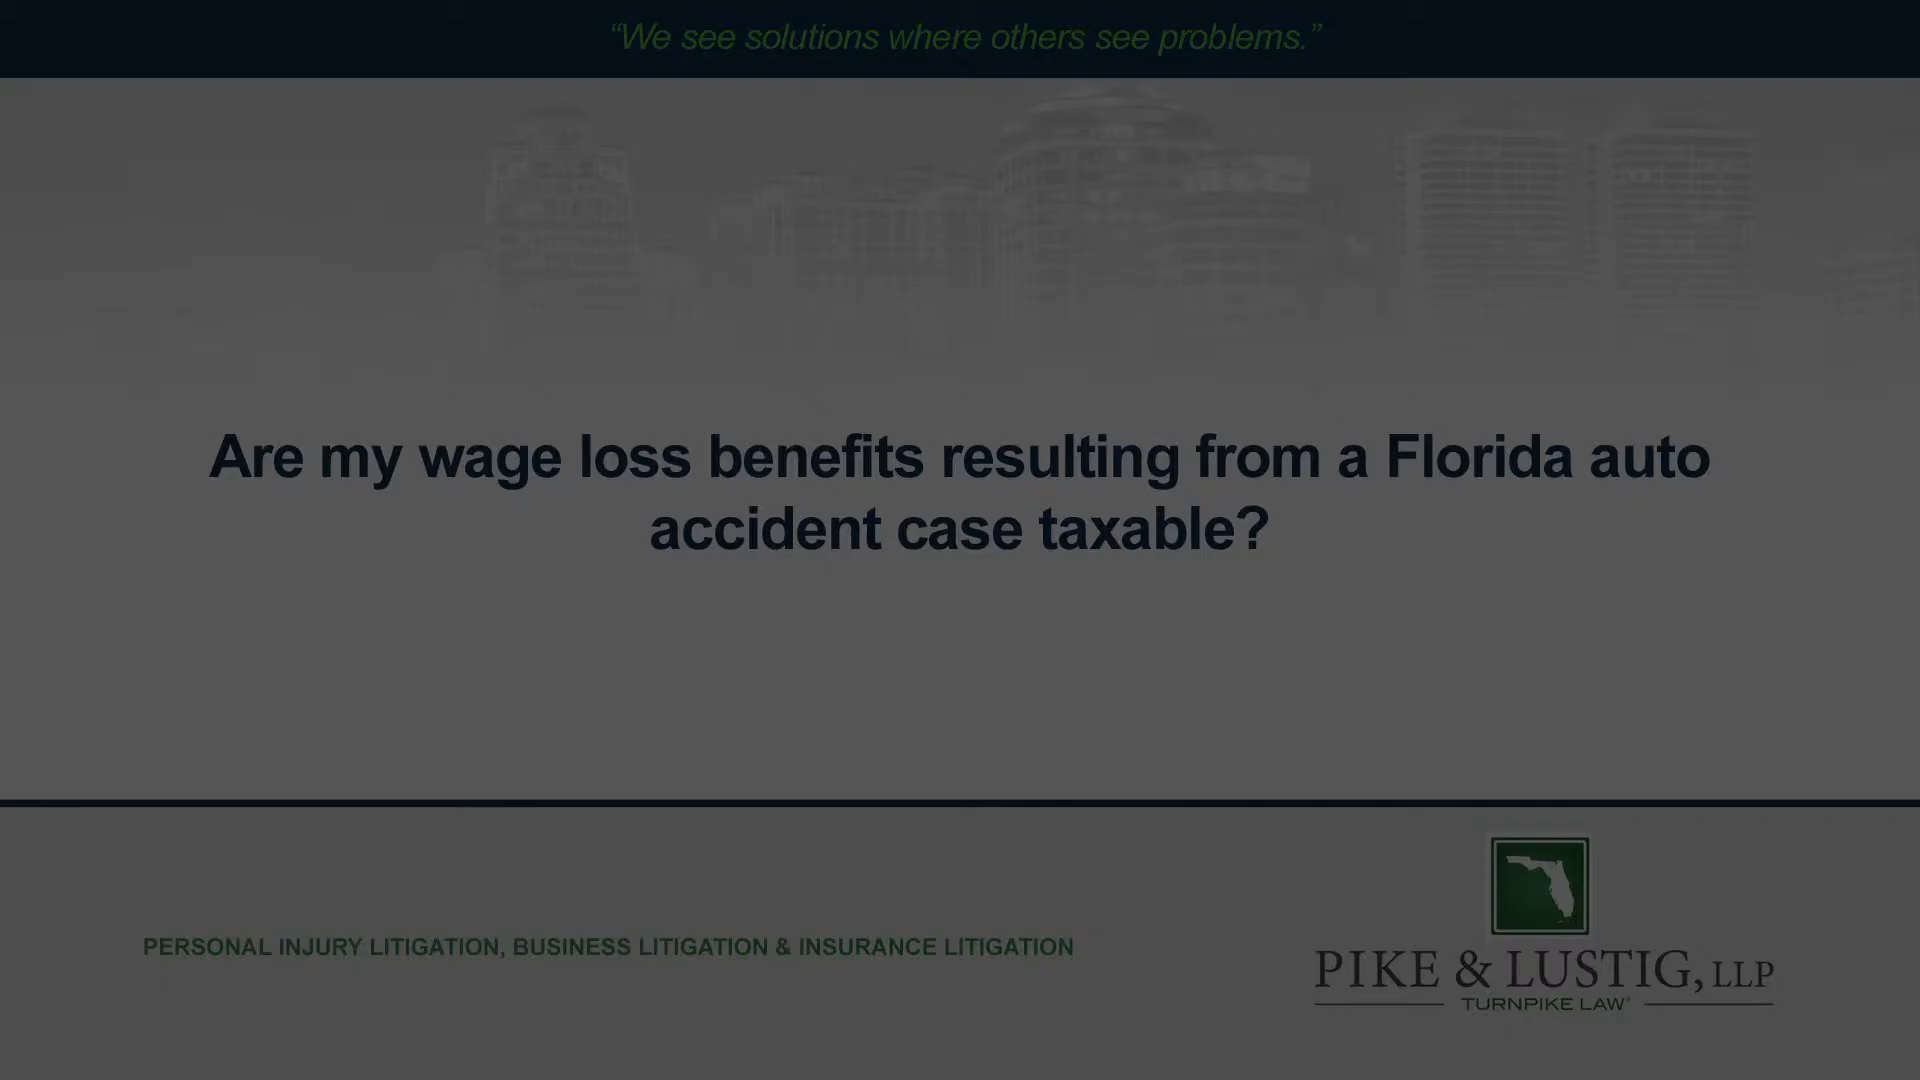 “We see solutions where others see problems.”
Are my wage loss benefits resulting from a Florida auto
accident case taxable?
PERSONAL INJURY LITIGATION, BUSINESS LITIGATION & INSURANCE LITIGATION
PIKE & LUSTIG, LLP
TURNPIKE LAW®